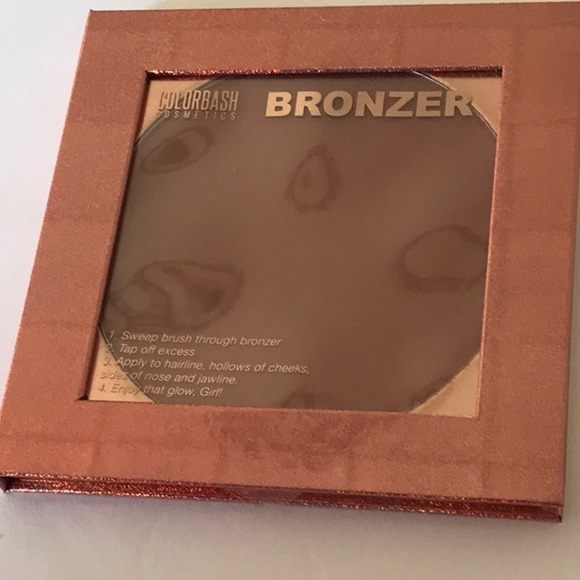 COLORBASH
COSMETICS
BRONZER
1. Sweep brush through bronzer
2. Tap off excess
3. Apply to hairline, hollows of cheeks,
sides of nose and jawline.
4. Enjoy that glow, Girl!